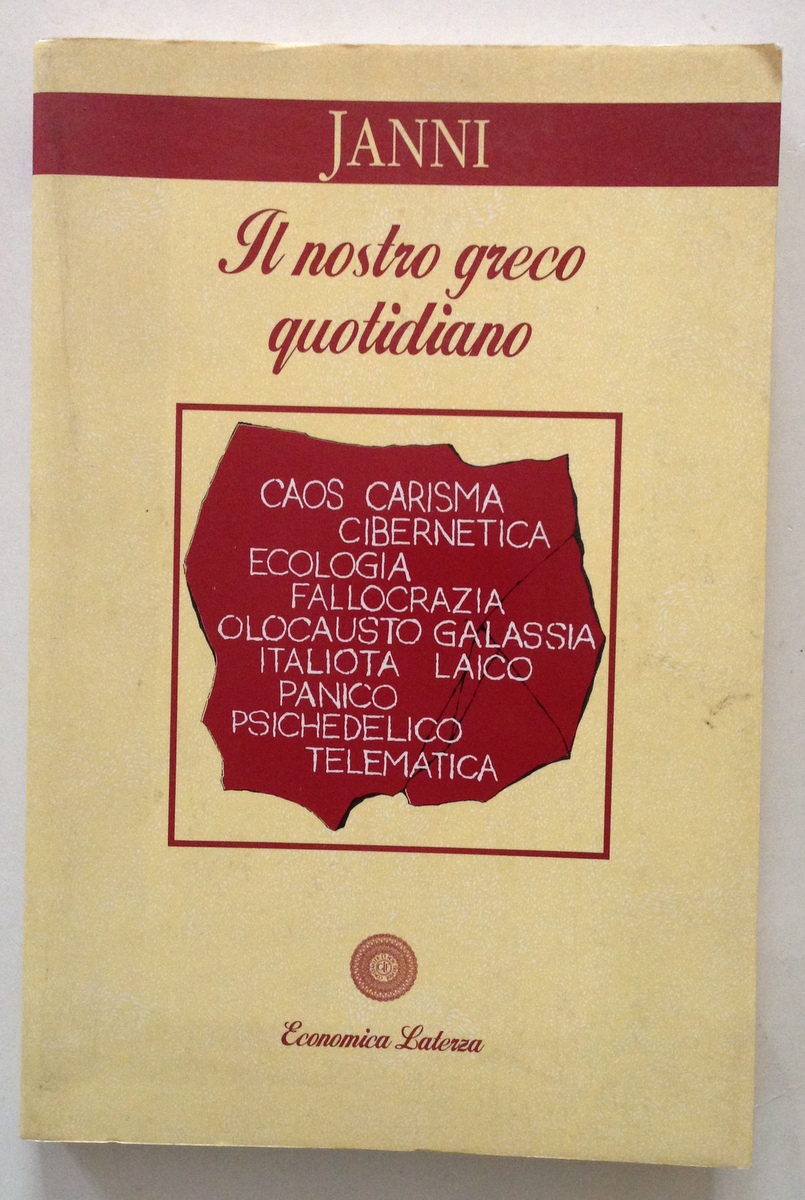 JANNI
Il nostro greco
quotidiano
CAOS CARISMA
CIBERNETICA
ECOLOGIA
FALLOCRAZIA
OLOCAUSTO GALASSIA
ITALIOTA LAICO
PANICO
PSICHEDELICO
TELEMATICA
Economica Laterza